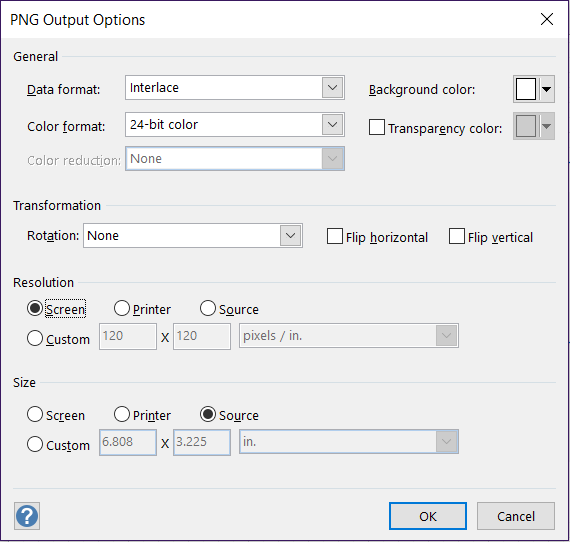 PNG Output Options
General
Data format: Interlace Background color:
Color format: 24-bit color Transparency color:
Color reduction: None
Transformation
Rotation: None Flip horizontal Flip vertical
Resolution
Screen Printer Source
Custom 120 X 120 pixels / in.
Size
Screen Printer Source
Custom 6.808 X 3.225 in.
? OK Cancel